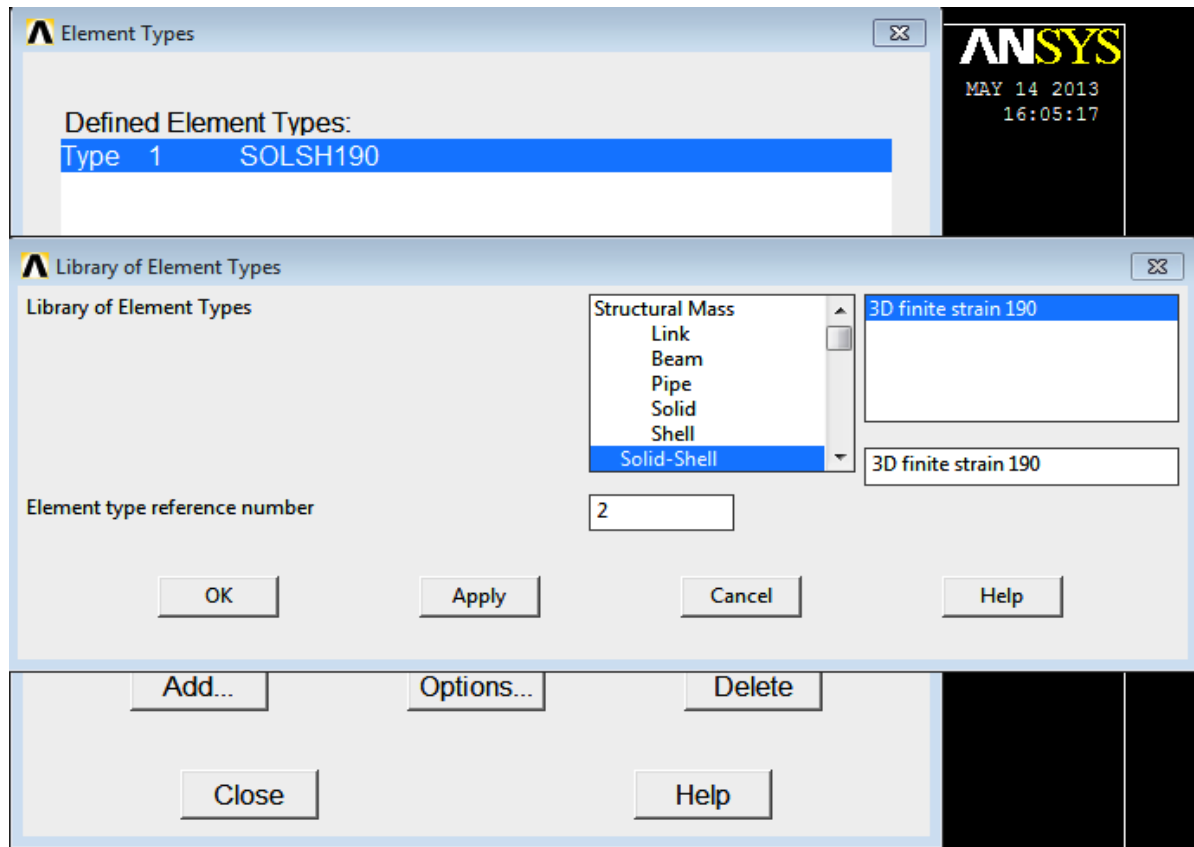 Element Types
ANSYS
MAY 14 2013
16:05:17
Defined Element Types:
Type 1 SOLSH190
Library of Element Types
Library of Element Types
Structural Mass
Link
Beam
Pipe
Solid
Shell
Solid-Shell
3D finite strain 190
3D finite strain 190
Element type reference number
2
OK Apply Cancel Help
Add... Options... Delete
Close Help